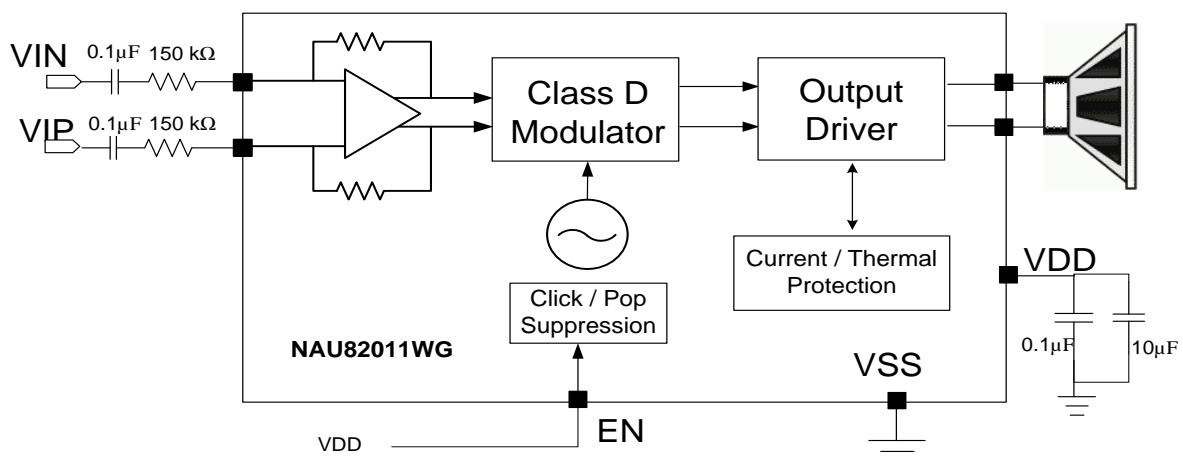 VIN
0.1μF 150 kΩ
VIP
0.1μF 150 kΩ
Class D
Modulator
Output
Driver
Current / Thermal
Protection
Click / Pop
Suppression
NAU82011WG
VDD
0.1μF
10μF
VSS
EN
VDD